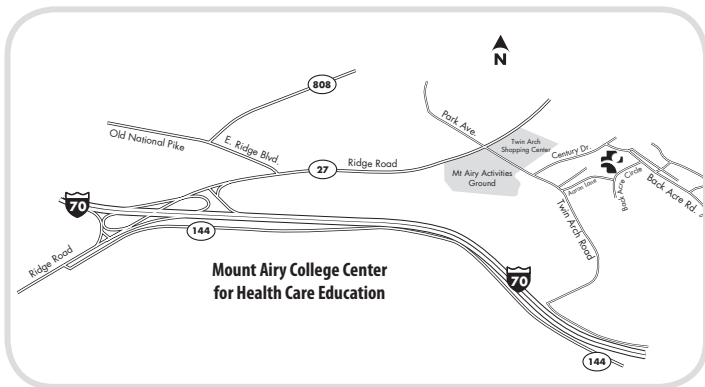 N
808
Park Ave.
Old National Pike
E. Ridge Blvd.
Twin Arch
Shopping Center
Century Dr.
27
Ridge Road
Mt Airy Activities
Ground
Aaron Lane
Back Acre Circle
Back Acre Rd.
70
144
Twin Arch Road
Ridge Road
Mount Airy College Center
for Health Care Education
70
144